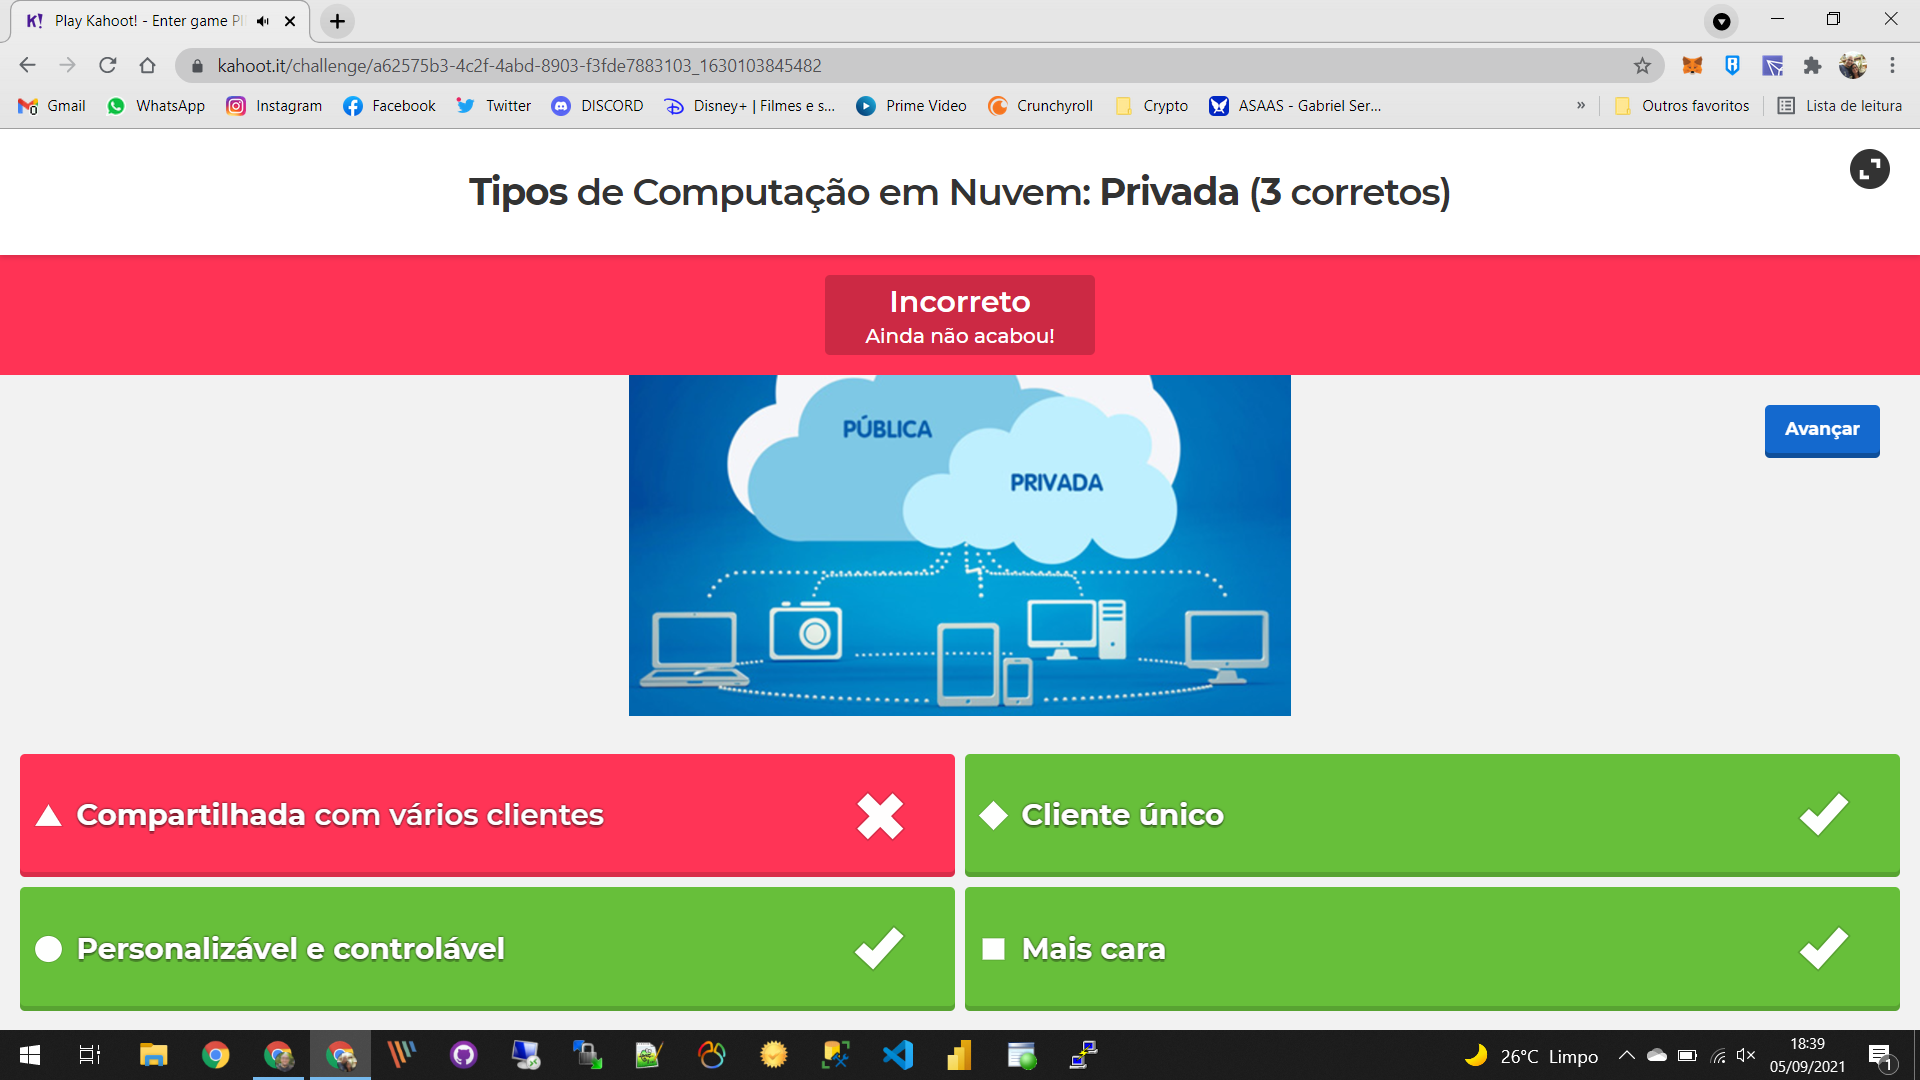 Play Kahoot! - Enter game PI
kahoot.it/challenge/a62575b3-4c2f-4abd-8903-f3fde7883103_1630103845482
Gmail WhatsApp Instagram Facebook Twitter DISCORD Disney+ | Filmes e s... Prime Video Crunchyroll Crypto ASAAS - Gabriel Ser... » Outros favoritos Lista de leitura
Tipos de Computação em Nuvem: Privada (3 corretos)
Incorreto
Ainda não acabou!
Avançar
PÚBLICA
PRIVADA
Compartilhada com vários clientes
Cliente único
Personalizável e controlável
Mais cara
26°C Limpo
18:39
05/09/2021
1